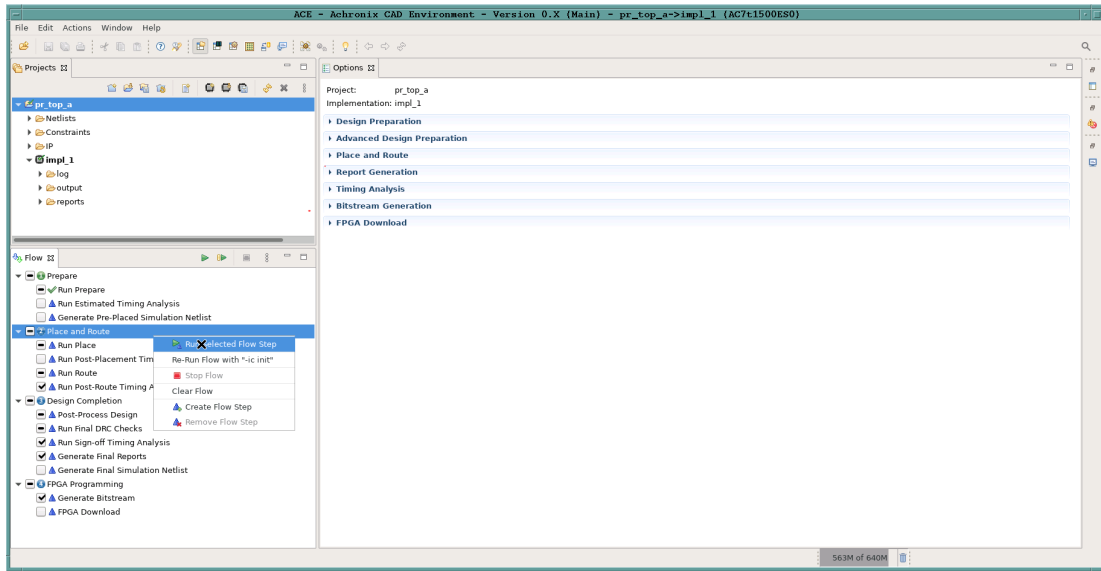 ACE - Achronix CAD Environment - Version 0.X (Main) - pr_top_a->impl_1 (AC7t1500ES0)
File Edit Actions Window Help
Projects
pr_top_a
Netlists
Constraints
IP
impl_1
log
output
reports
Flow
Prepare
Run Prepare
Run Estimated Timing Analysis
Generate Pre-Placed Simulation Netlist
Place and Route
Run Place
Run Post-Placement Tim
Run Route
Run Post-Route Timing A
Design Completion
Post-Process Design
Run Final DRC Checks
Run Sign-off Timing Analysis
Generate Final Reports
Generate Final Simulation Netlist
FPGA Programming
Generate Bitstream
FPGA Download
Run Selected Flow Step
Re-Run Flow with "-ic init"
Stop Flow
Clear Flow
Create Flow Step
Remove Flow Step
Options
Project: pr_top_a
Implementation: impl_1
Design Preparation
Advanced Design Preparation
Place and Route
Report Generation
Timing Analysis
Bitstream Generation
FPGA Download
563M of 640M